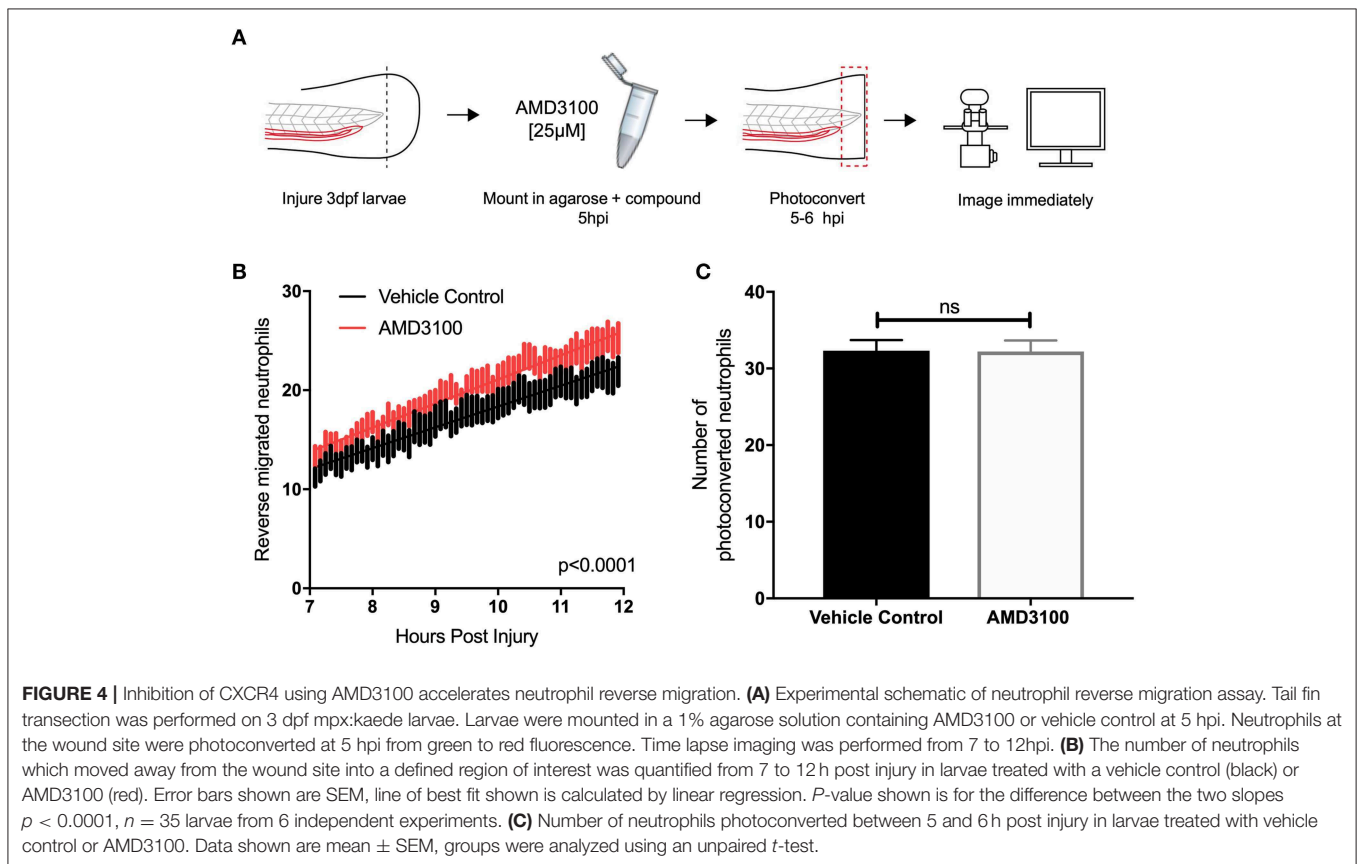 A
AMD3100
[25µM]
Injure 3dpf larvae
Mount in agarose + compound
5hpi
Photoconvert
5-6 hpi
Image immediately
B
Vehicle Control
AMD3100
Reverse migrated neutrophils
30
20
10
0
p<0.0001
7 8 9 10 11 12
Hours Post Injury
C
Number of
photoconverted neutrophils
40
30
20
10
0
ns
Vehicle Control AMD3100
FIGURE 4 | Inhibition of CXCR4 using AMD3100 accelerates neutrophil reverse migration. (A) Experimental schematic of neutrophil reverse migration assay. Tail fin
transection was performed on 3 dpf mpx:kaede larvae. Larvae were mounted in a 1% agarose solution containing AMD3100 or vehicle control at 5 hpi. Neutrophils at
the wound site were photoconverted at 5 hpi from green to red fluorescence. Time lapse imaging was performed from 7 to 12hpi. (B) The number of neutrophils
which moved away from the wound site into a defined region of interest was quantified from 7 to 12 h post injury in larvae treated with a vehicle control (black) or
AMD3100 (red). Error bars shown are SEM, line of best fit shown is calculated by linear regression. P-value shown is for the difference between the two slopes
p < 0.0001, n = 35 larvae from 6 independent experiments. (C) Number of neutrophils photoconverted between 5 and 6 h post injury in larvae treated with vehicle
control or AMD3100. Data shown are mean ± SEM, groups were analyzed using an unpaired t-test.